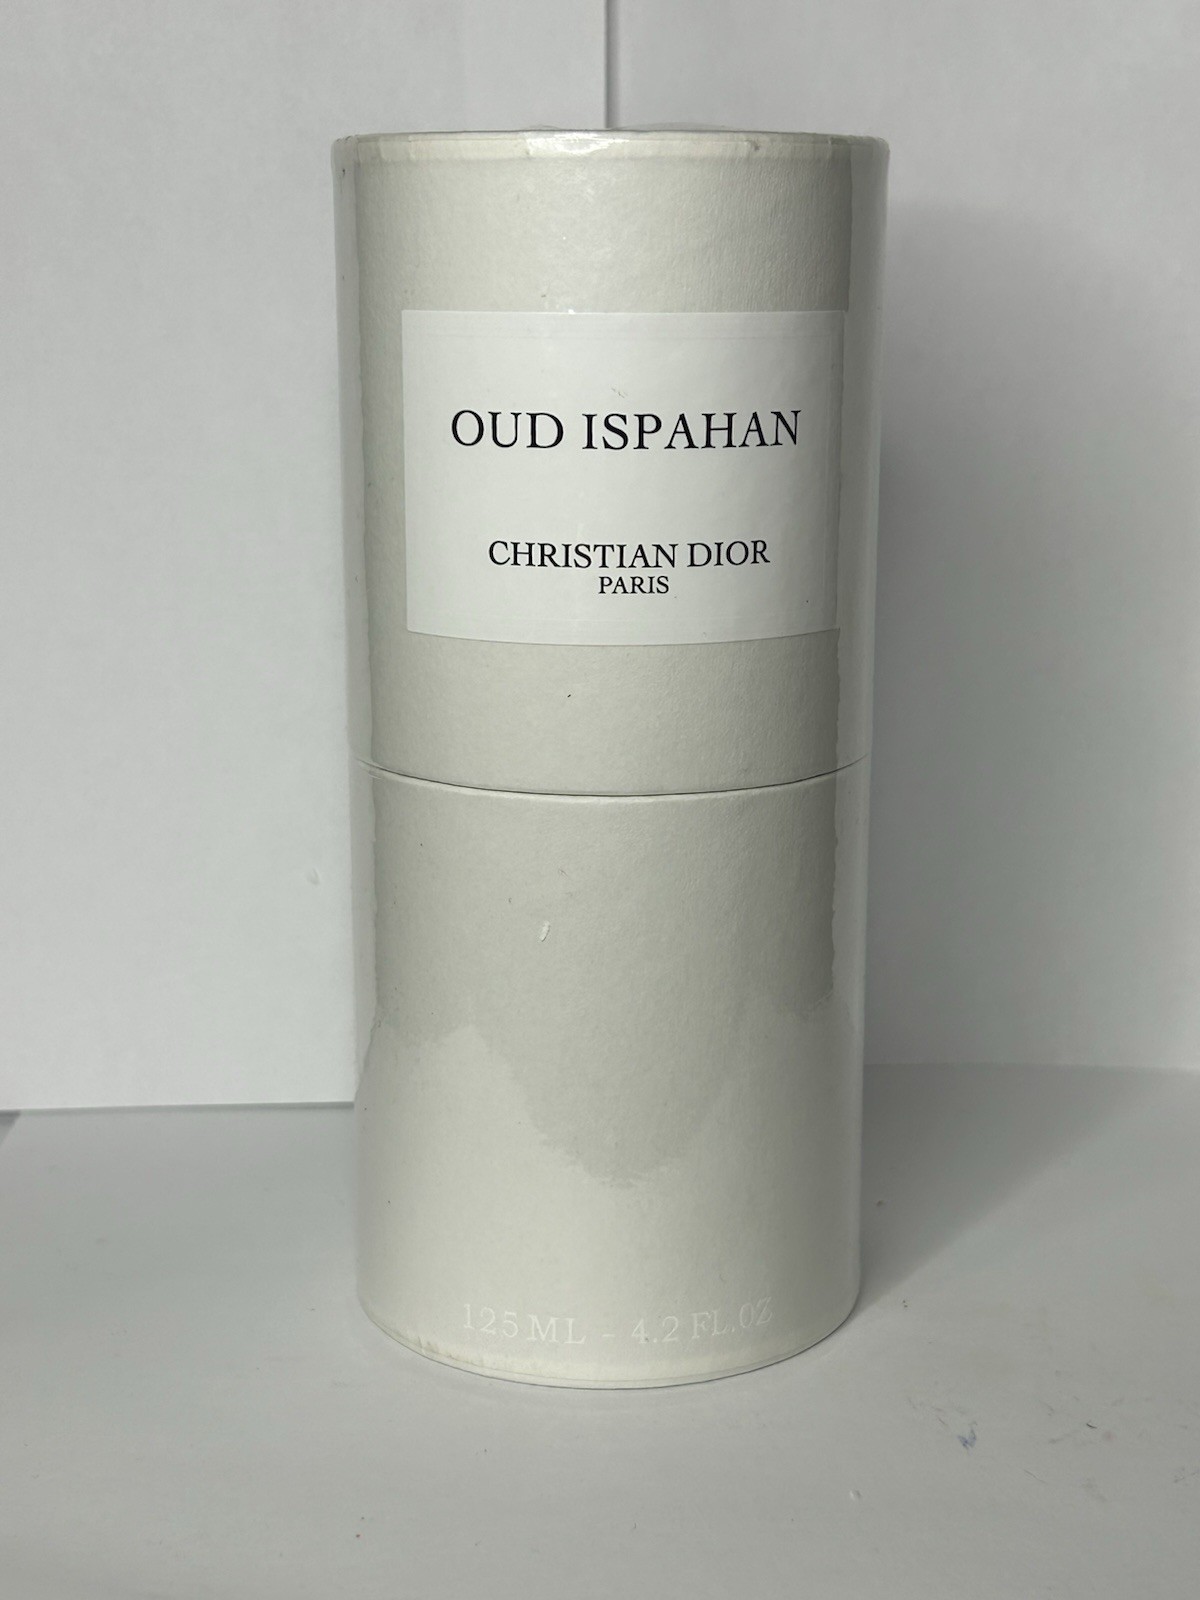 OUD ISPAHAN
CHRISTIAN DIOR
PARIS
125 ML - 4.2 FL.OZ